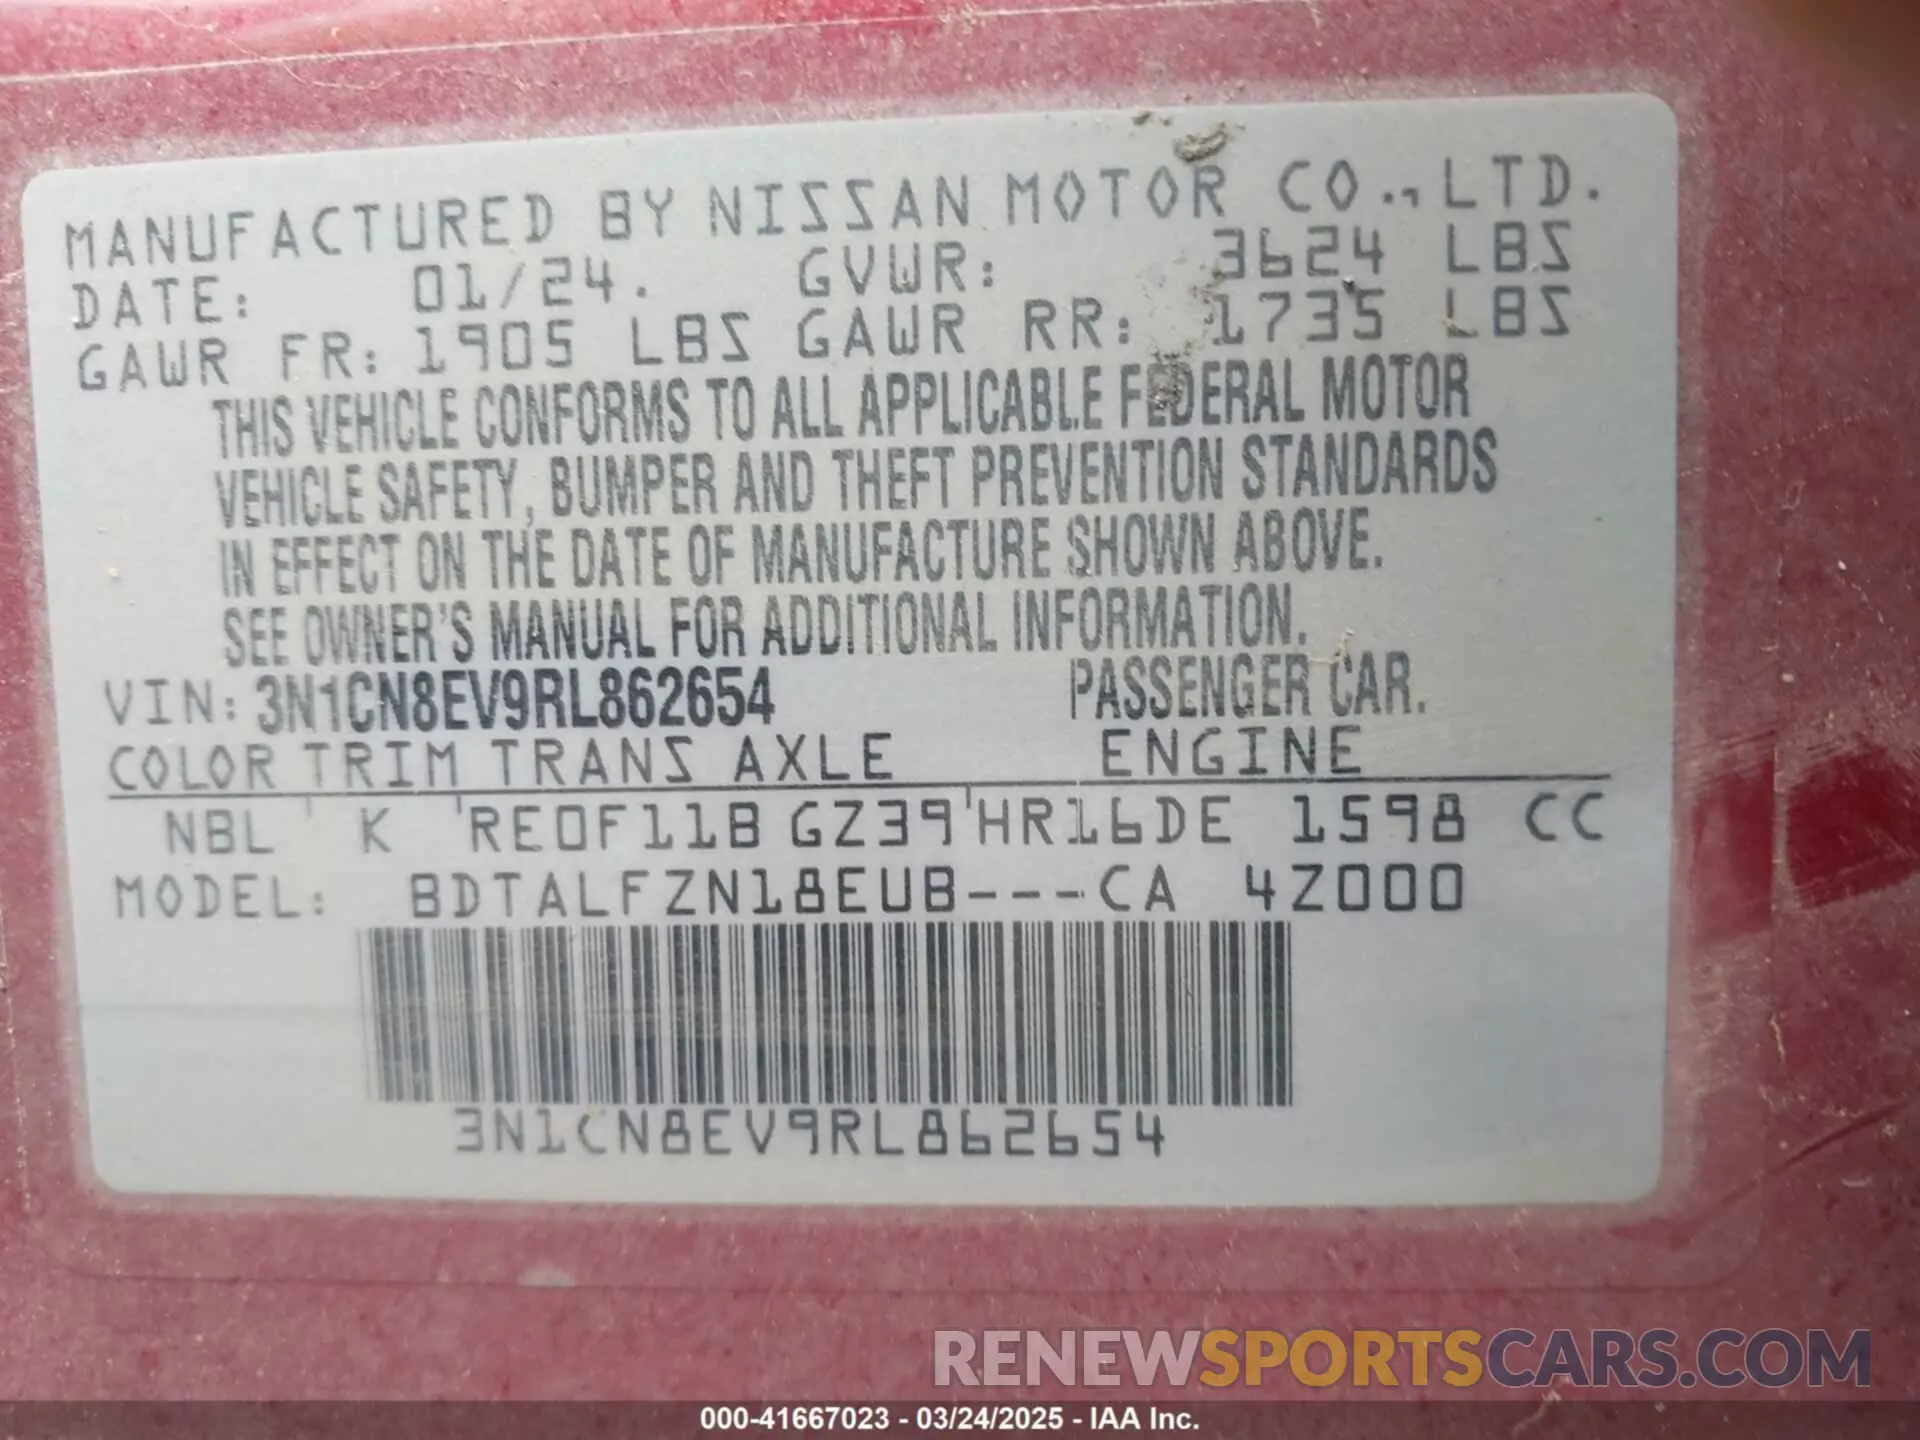 MANUFACTURED BY NISSAN MOTOR CO., LTD.
DATE: 01/24. GVWR: 3624 LBS
GAWR FR: 1905 LBS GAWR RR: 1735 LBS
THIS VEHICLE CONFORMS TO ALL APPLICABLE FEDERAL MOTOR
VEHICLE SAFETY, BUMPER AND THEFT PREVENTION STANDARDS
IN EFFECT ON THE DATE OF MANUFACTURE SHOWN ABOVE.
SEE OWNER'S MANUAL FOR ADDITIONAL INFORMATION.
VIN: 3N1CN8EV9RL862654 PASSENGER CAR.
COLOR TRIM TRANS AXLE ENGINE
NBL ' K 'RE0F11B GZ39'HR16DE 1598 CC
MODEL: BDTALFZN18EUB---CA 4Z000
3N1CN8EV9RL862654
RENEWSPORTSCARS.COM
000-41667023 - 03/24/2025 - IAA Inc.